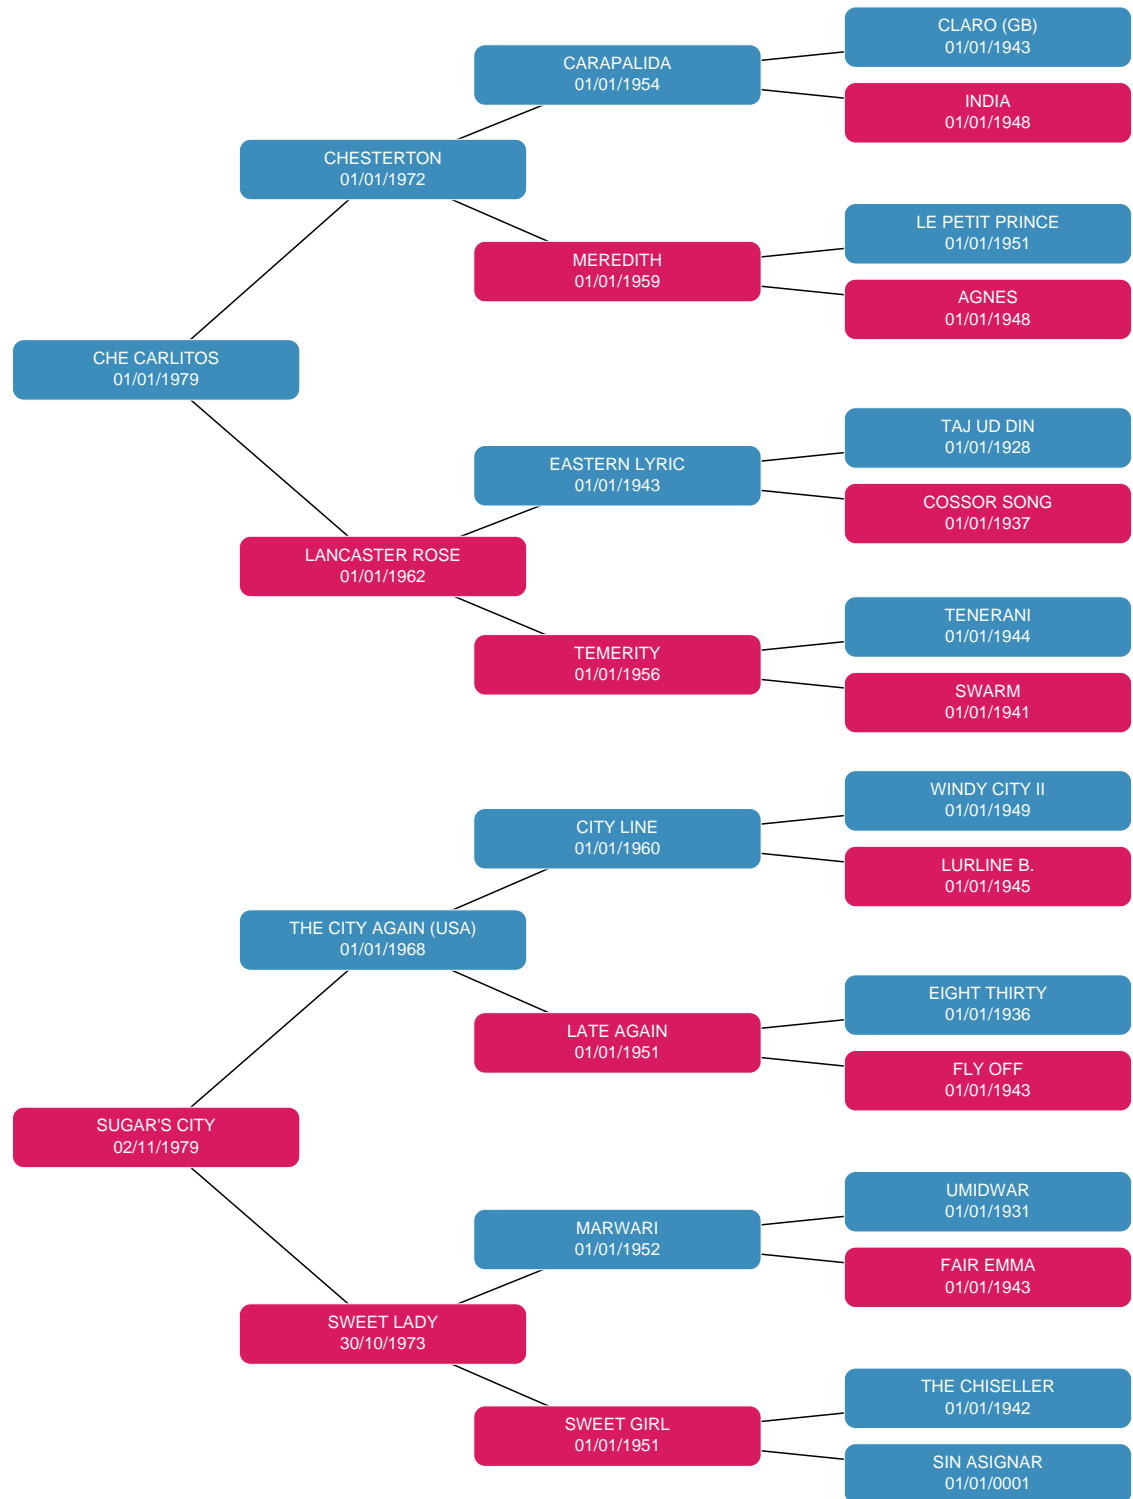 CLARO (GB)
01/01/1943
CARAPALIDA
01/01/1954
INDIA
01/01/1948
CHESTERTON
01/01/1972
LE PETIT PRINCE
01/01/1951
MEREDITH
01/01/1959
AGNES
01/01/1948
CHE CARLITOS
01/01/1979
TAJ UD DIN
01/01/1928
EASTERN LYRIC
01/01/1943
COSSOR SONG
01/01/1937
LANCASTER ROSE
01/01/1962
TENERANI
01/01/1944
TEMERITY
01/01/1956
SWARM
01/01/1941
WINDY CITY II
01/01/1949
CITY LINE
01/01/1960
LURLINE B.
01/01/1945
THE CITY AGAIN (USA)
01/01/1968
EIGHT THIRTY
01/01/1936
LATE AGAIN
01/01/1951
FLY OFF
01/01/1943
SUGAR'S CITY
02/11/1979
UMIDWAR
01/01/1931
MARWARI
01/01/1952
FAIR EMMA
01/01/1943
SWEET LADY
30/10/1973
THE CHISELLER
01/01/1942
SWEET GIRL
01/01/1951
SIN ASIGNAR
01/01/0001